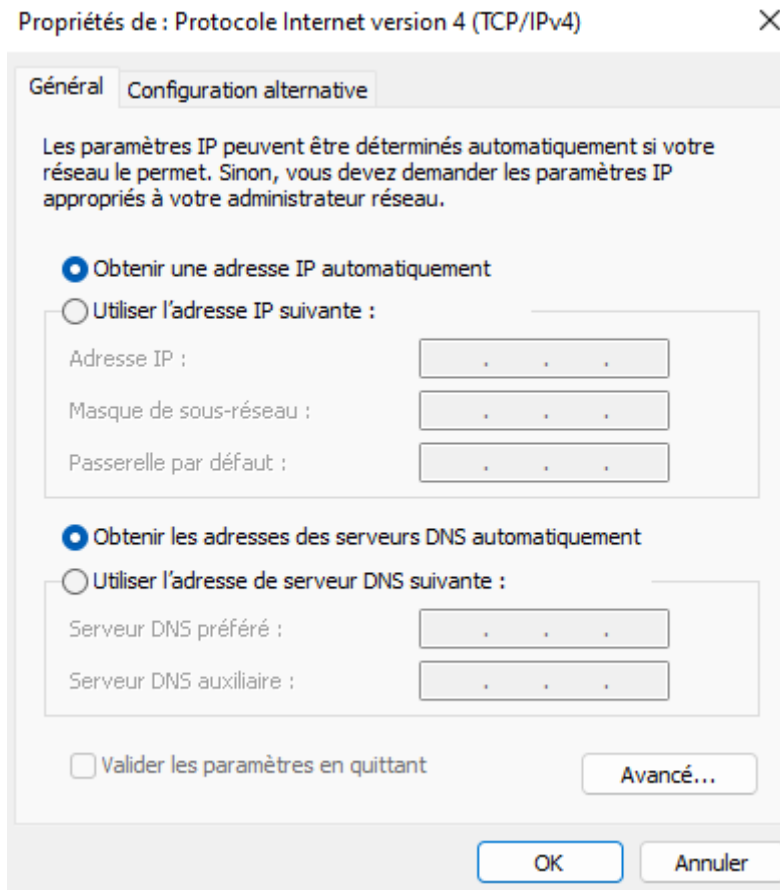 Propriétés de : Protocole Internet version 4 (TCP/IPv4)
Général
Configuration alternative
Les paramètres IP peuvent être déterminés automatiquement si votre
réseau le permet. Sinon, vous devez demander les paramètres IP
appropriés à votre administrateur réseau.
Obtenir une adresse IP automatiquement
Utiliser l’adresse IP suivante :
Adresse IP :
Masque de sous-réseau :
Passerelle par défaut :
Obtenir les adresses des serveurs DNS automatiquement
Utiliser l’adresse de serveur DNS suivante :
Serveur DNS préféré :
Serveur DNS auxiliaire :
Valider les paramètres en quittant
Avancé...
OK
Annuler